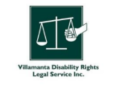 Villamanta Disability Rights
Legal Service Inc.